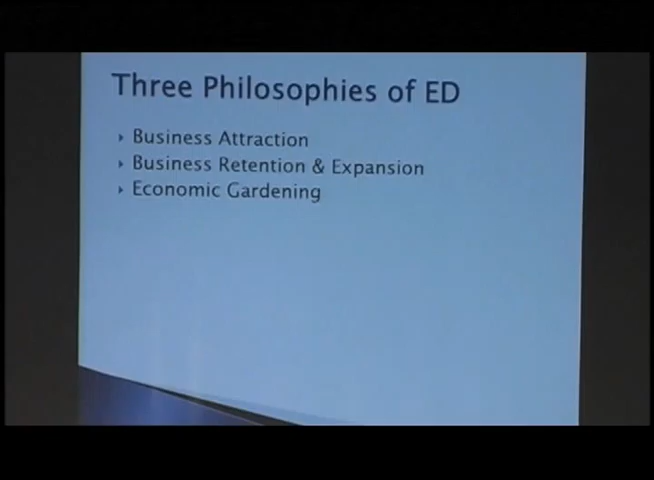 Three Philosophies of ED
Business Attraction
Business Retention & Expansion
Economic Gardening